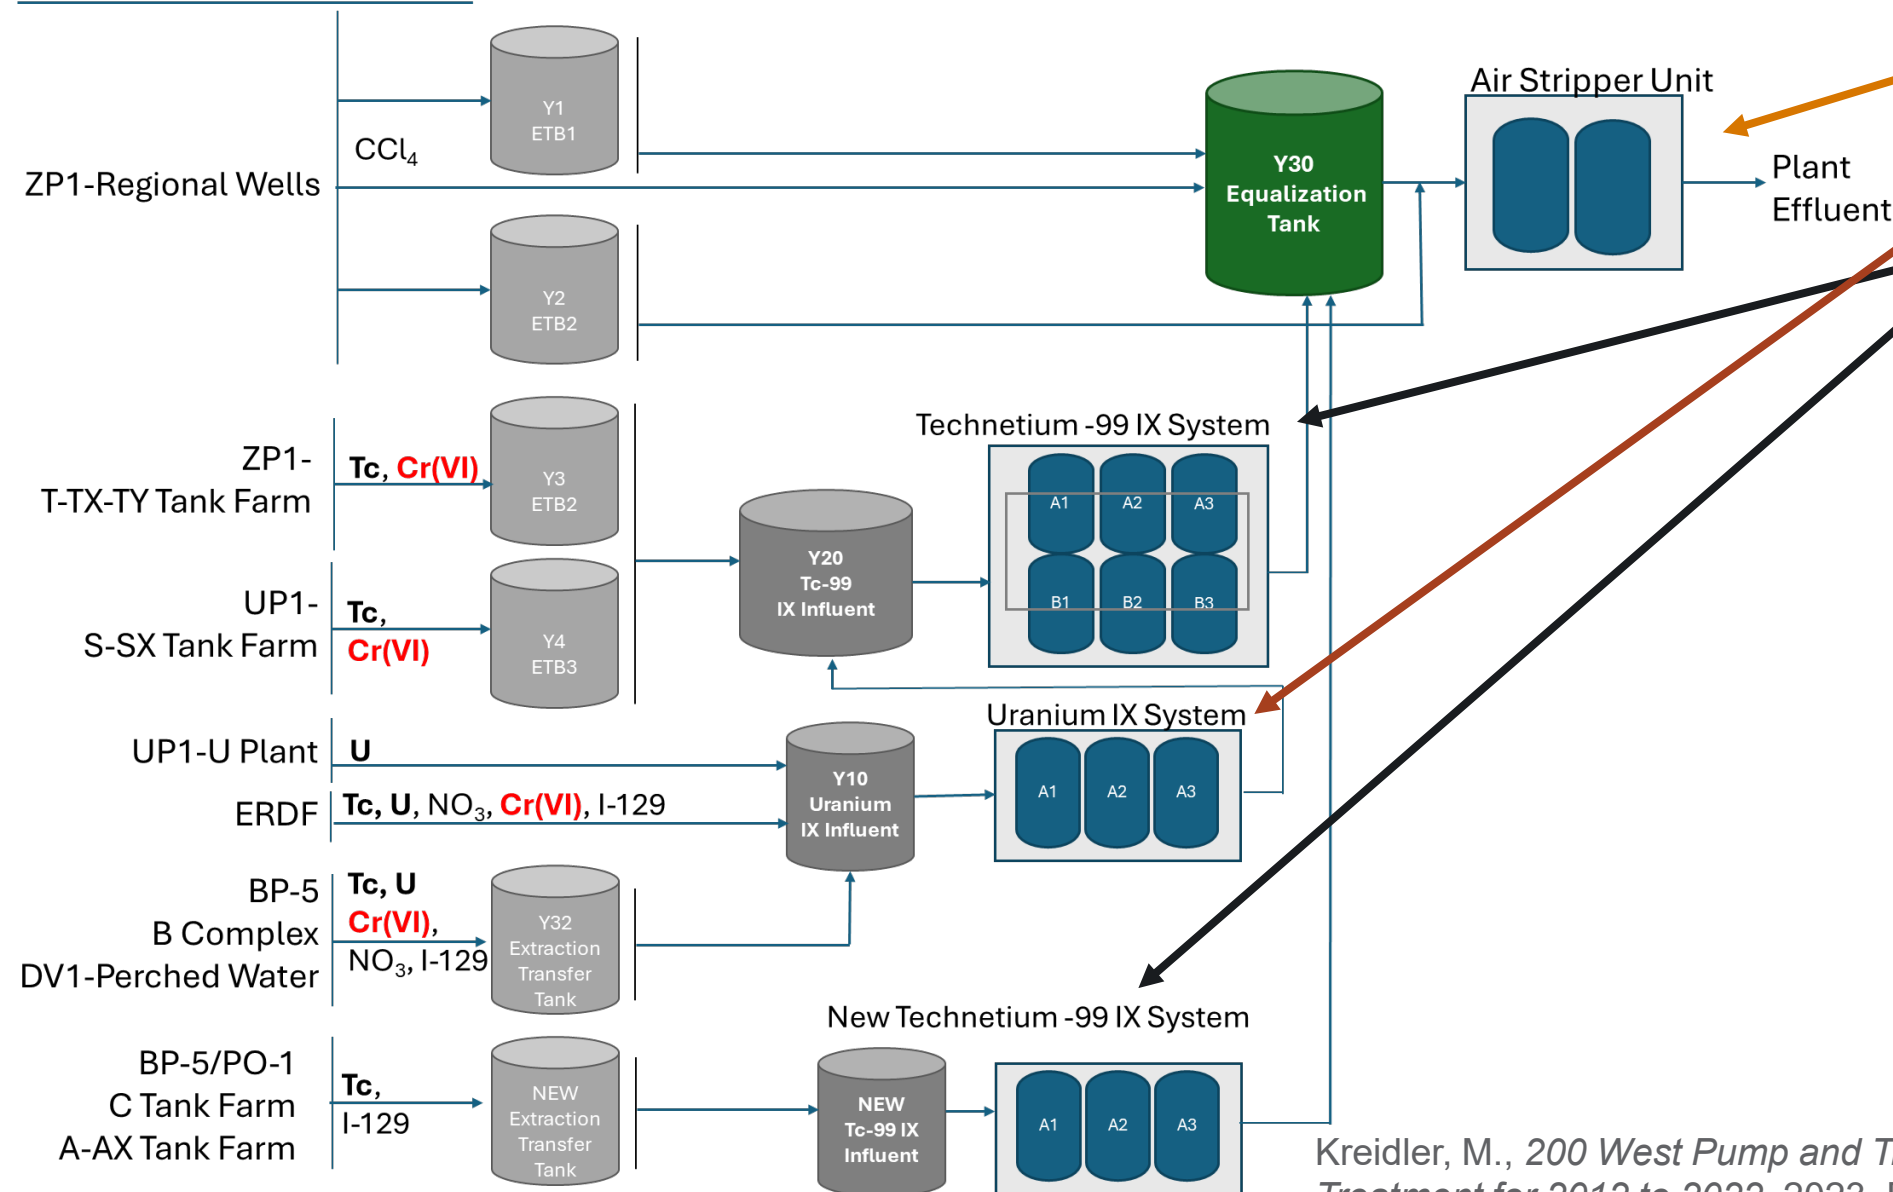 Y1
ETB1
CCl4
ZP1-Regional Wells
Y2
ETB2
Y30
Equalization
Tank
Air Stripper Unit
Plant
Effluent
ZP1-
T-TX-TY Tank Farm
Tc, Cr(VI)
Y3
ETB2
UP1-
S-SX Tank Farm
Tc,
Cr(VI)
Y4
ETB3
Y20
Tc-99
IX Influent
Technetium -99 IX System
A1 A2 A3
B1 B2 B3
UP1-U Plant
U
ERDF
Tc, U, NO3, Cr(VI), I-129
Y10
Uranium
IX Influent
Uranium IX System
A1 A2 A3
BP-5
B Complex
DV1-Perched Water
Tc, U
Cr(VI),
NO3, I-129
Y32
Extraction
Transfer
Tank
BP-5/PO-1
C Tank Farm
A-AX Tank Farm
Tc,
I-129
NEW
Extraction
Transfer
Tank
NEW
Tc-99 IX
Influent
New Technetium -99 IX System
A1 A2 A3
Kreidler, M., 200 West Pump and
Treatment for 2012 to 2022, 2023,